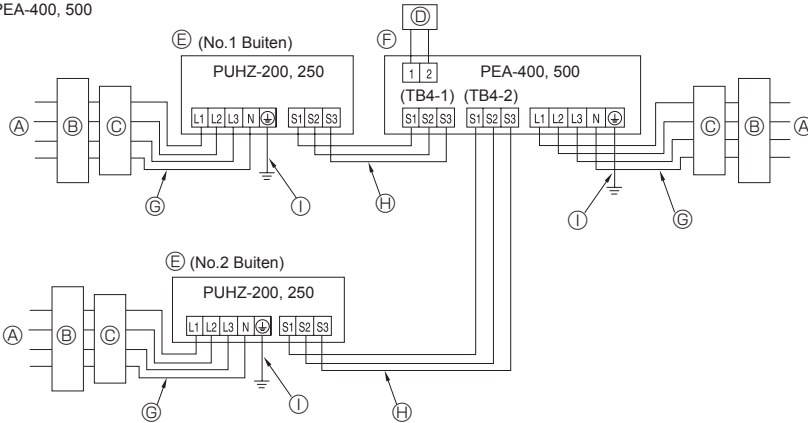 PEA-400, 500
Ⓓ
Ⓔ (No.1 Buiten)
Ⓕ
PUHZ-200, 250
1 2
PEA-400, 500
(TB4-1) (TB4-2)
L1 L2 L3 N S1 S2 S3
S1 S2 S3 S1 S2 S3 L1 L2 L3 N
Ⓐ Ⓑ Ⓒ
Ⓒ Ⓑ Ⓐ
Ⓖ Ⓘ Ⓗ Ⓘ Ⓖ
Ⓔ (No.2 Buiten)
PUHZ-200, 250
L1 L2 L3 N S1 S2 S3
Ⓐ Ⓑ Ⓒ
Ⓖ Ⓘ Ⓗ